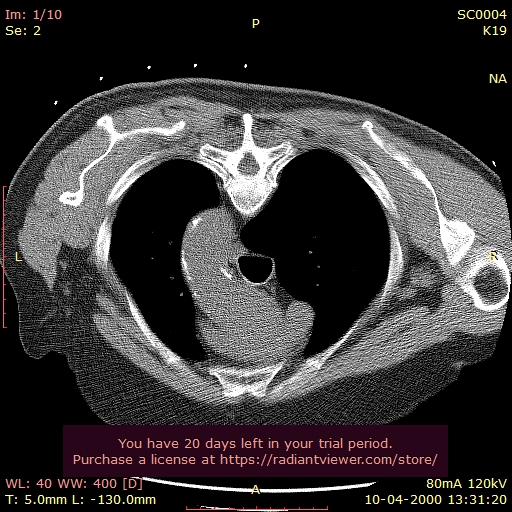 Im: 1/10
Se: 2
P
SC0004
K19
NA
L
R
You have 20 days left in your trial period.
Purchase a license at https://radiantviewer.com/store/
WL: 40 WW: 400 [D]
T: 5.0mm L: -130.0mm
A
80mA 120kV
10-04-2000 13:31:20